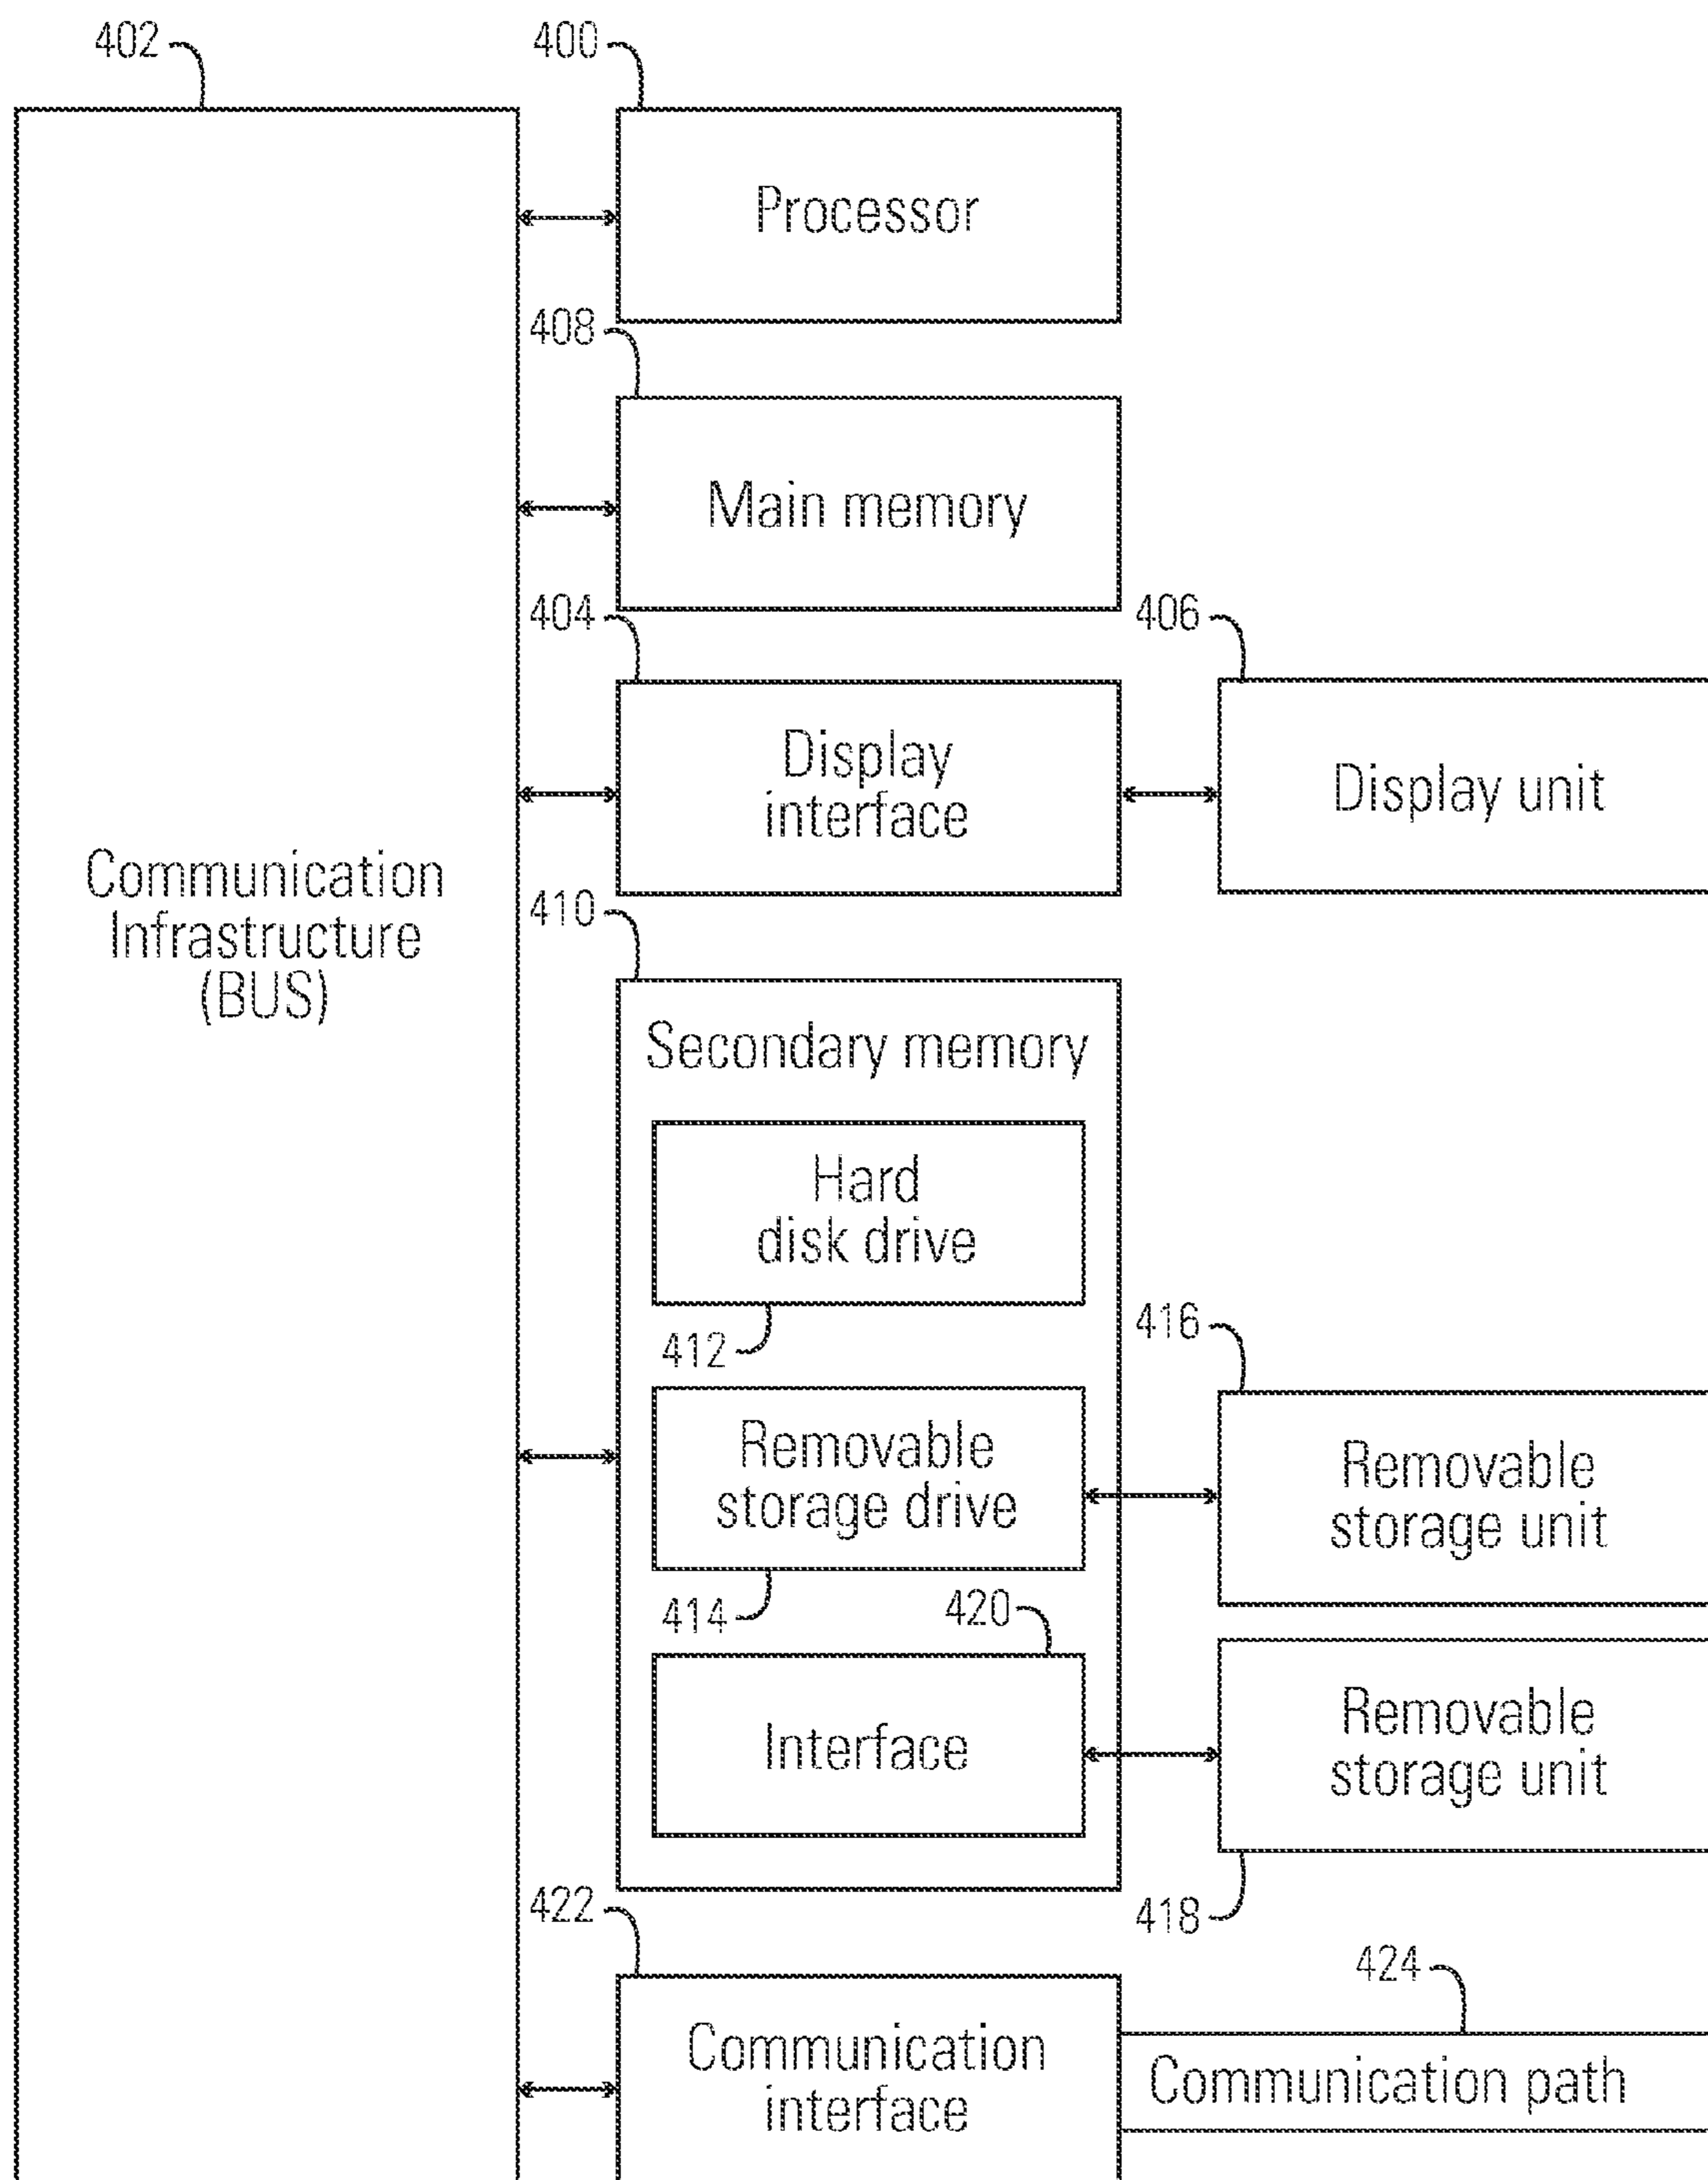 402
400
Processor
408
Main memory
404
406
Display
interface
Display unit
Communication
Infrastructure
(BUS)
410
Secondary memory
Hard
disk drive
412
416
Removable
storage drive
Removable
storage unit
414
420
Interface
Removable
storage unit
422
418
424
Communication
interface
Communication path